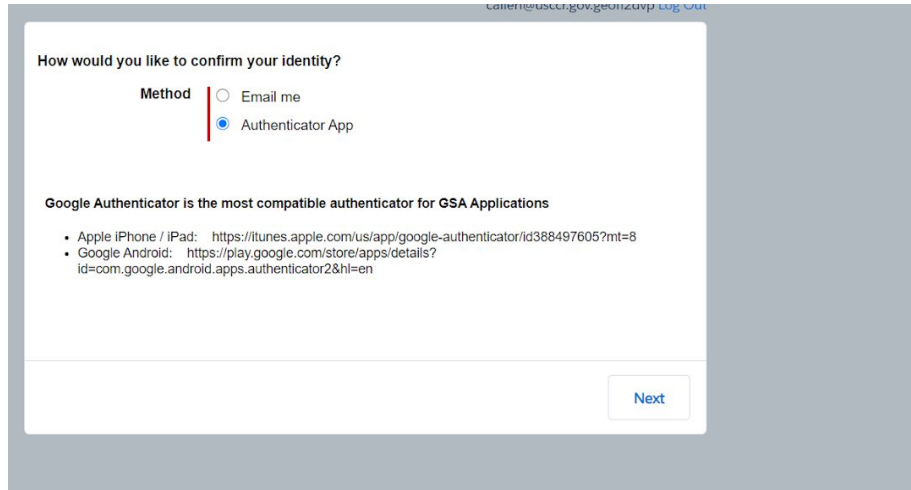 Log Out
How would you like to confirm your identity?
Method
Email me
Authenticator App
Google Authenticator is the most compatible authenticator for GSA Applications
• Apple iPhone / iPad: https://itunes.apple.com/us/app/google-authenticator/id388497605?mt=8
• Google Android: https://play.google.com/store/apps/details?
id=com.google.android.apps.authenticator2&hl=en
Next